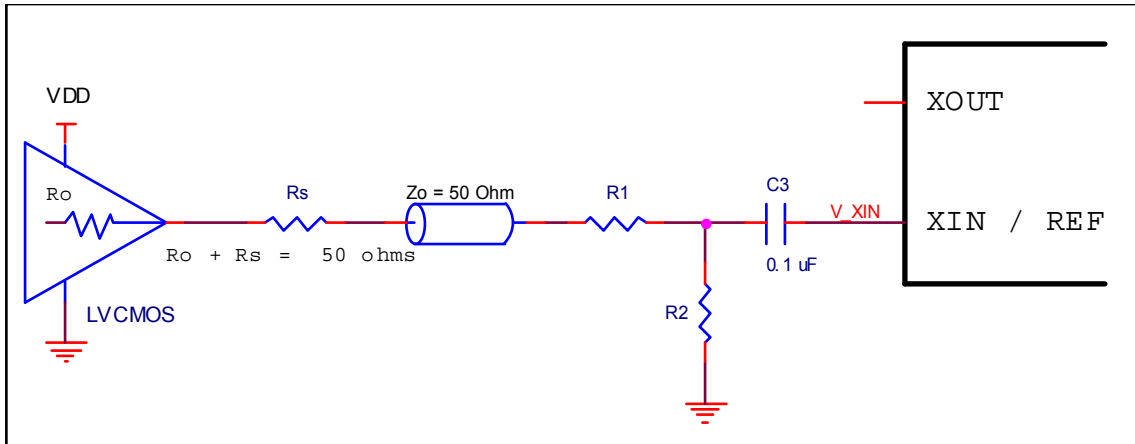 VDD
Ro
LVCMOS
Rs
Ro + Rs = 50 ohms
Zo = 50 Ohm
R1
R2
C3
0.1 uF
V_XIN
XOUT
XIN / REF